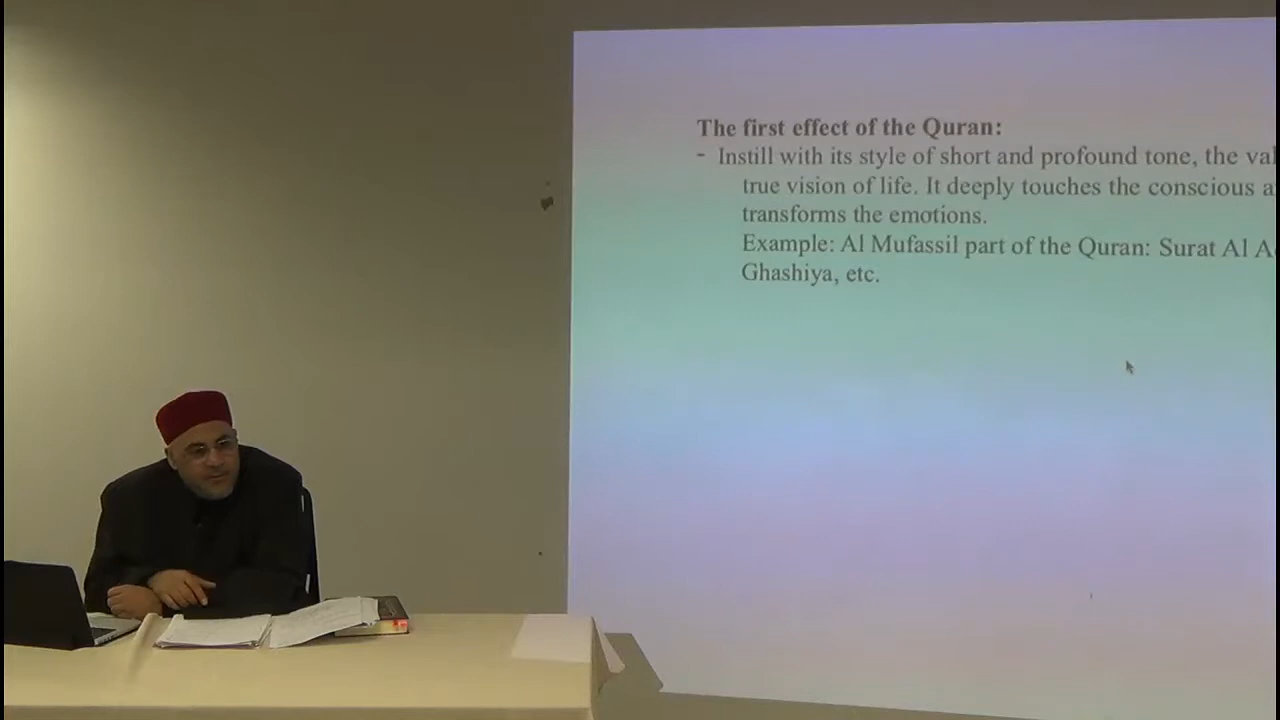 The first effect of the Quran:
- Instill with its style of short and profound tone, the
true vision of life. It deeply touches the conscious
transforms the emotions.
Example: Al Mufassil part of the Quran: Surat Al
Ghashiya, etc.